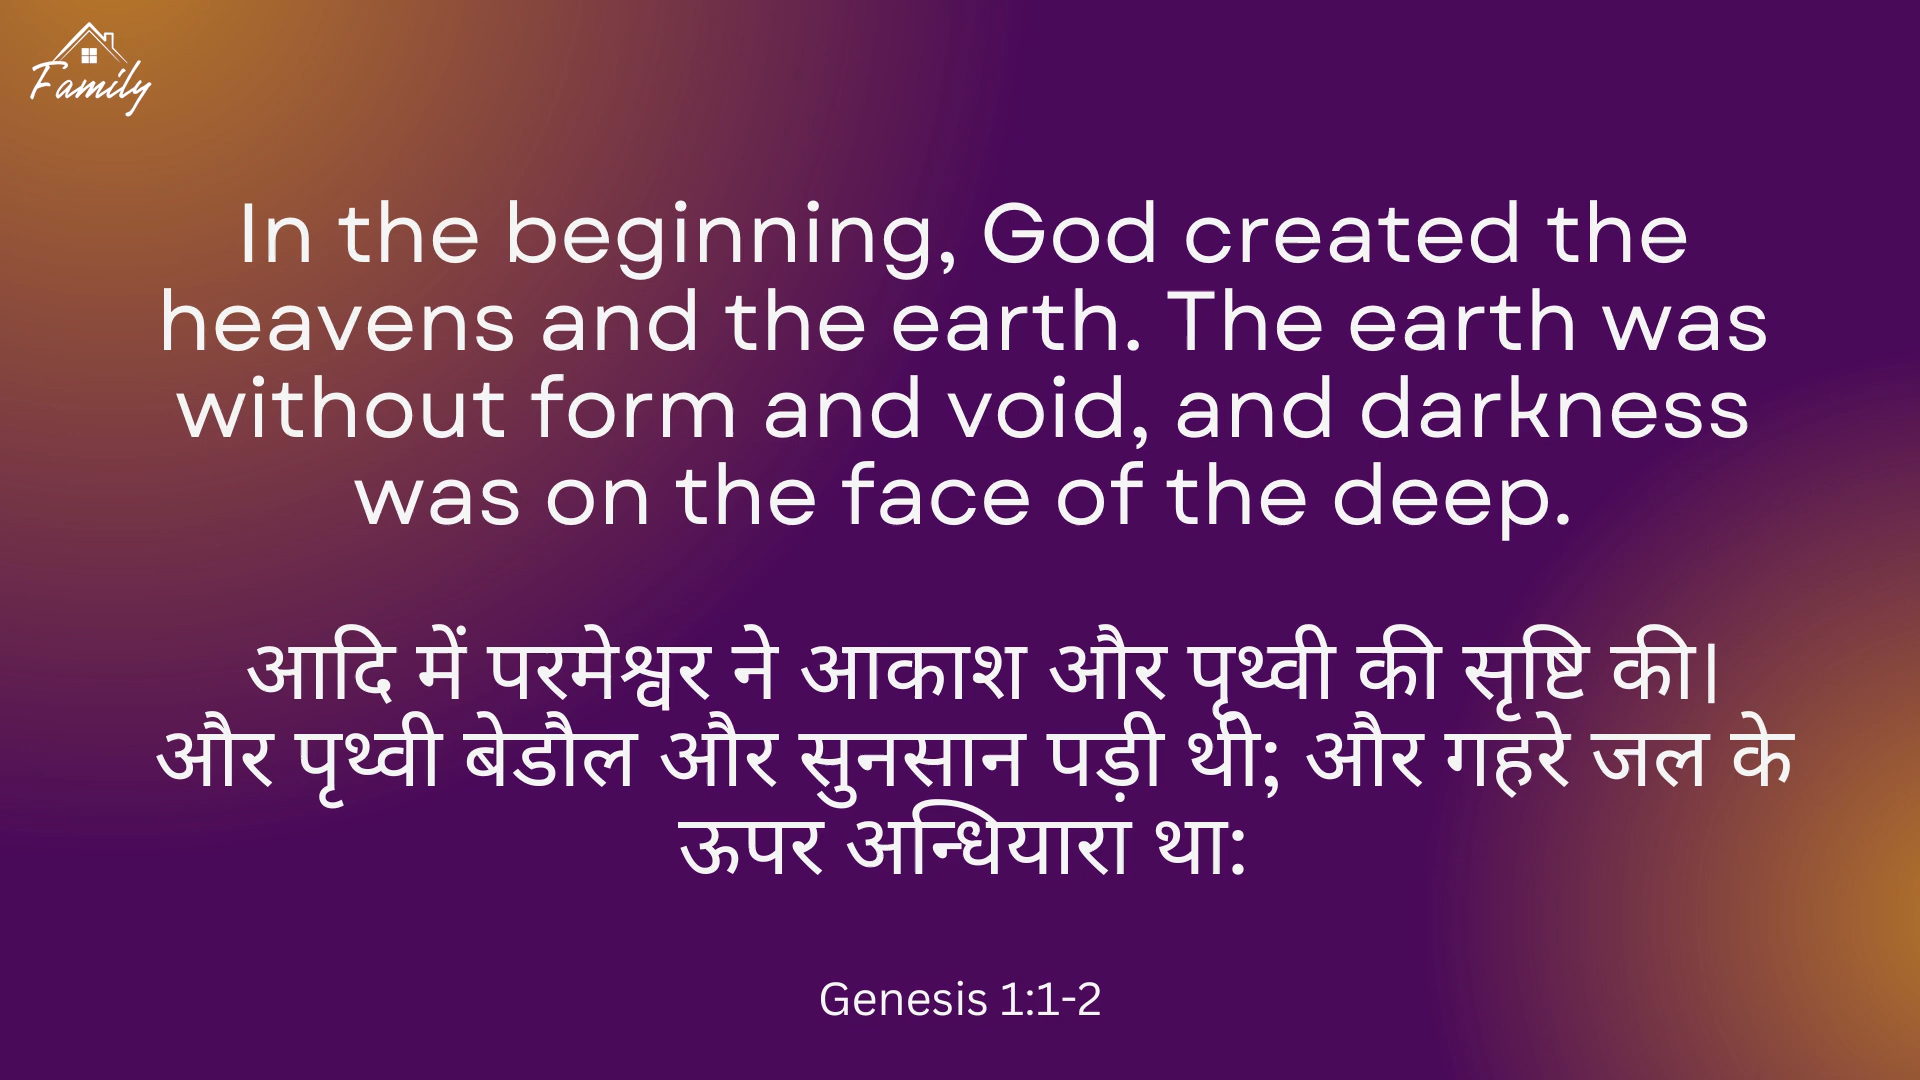 Family
In the beginning, God created the
heavens and the earth. The earth was
without form and void, and darkness
was on the face of the deep.
आदि में परमेश्वर ने आकाश और पृथ्वी की सृष्टि की|
और पृथ्वी बेडौल और सुनसान पड़ी थी; और गहरे जल के
ऊपर अन्धियारा था:
Genesis 1:1-2